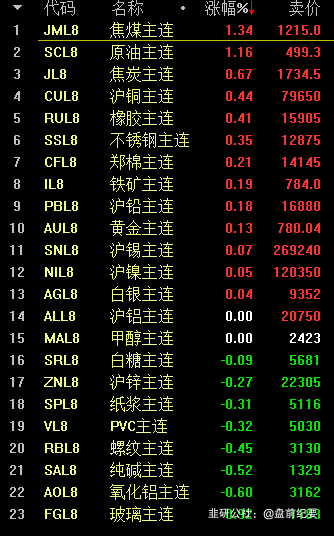 代码 名称 涨幅%↓ 卖价
1 JML8 焦煤主连 1.34 1215.0
2 SCL8 原油主连 1.16 499.3
3 JL8 焦炭主连 0.67 1734.5
4 CUL8 沪铜主连 0.44 79650
5 RUL8 橡胶主连 0.41 15905
6 SSL8 不锈钢主连 0.35 12875
7 CFL8 郑棉主连 0.21 14145
8 IL8 铁矿主连 0.19 784.0
9 PBL8 沪铅主连 0.18 16880
10 AUL8 黄金主连 0.13 780.04
11 SNL8 沪锡主连 0.07 269240
12 NIL8 沪镍主连 0.05 120350
13 AGL8 白银主连 0.04 9352
14 ALL8 沪铝主连 0.00 20750
15 MAL8 甲醇主连 0.00 2423
16 SRL8 白糖主连 -0.09 5681
17 ZNL8 沪锌主连 -0.27 22305
18 SPL8 纸浆主连 -0.31 5116
19 VL8 PVC主连 -0.32 5030
20 RBL8 螺纹主连 -0.45 3130
21 SAL8 纯碱主连 -0.52 1329
22 AOL8 氧化铝主连 -0.60 3162
23 FGL8 玻璃主连
韭研公社：@盘前纪要